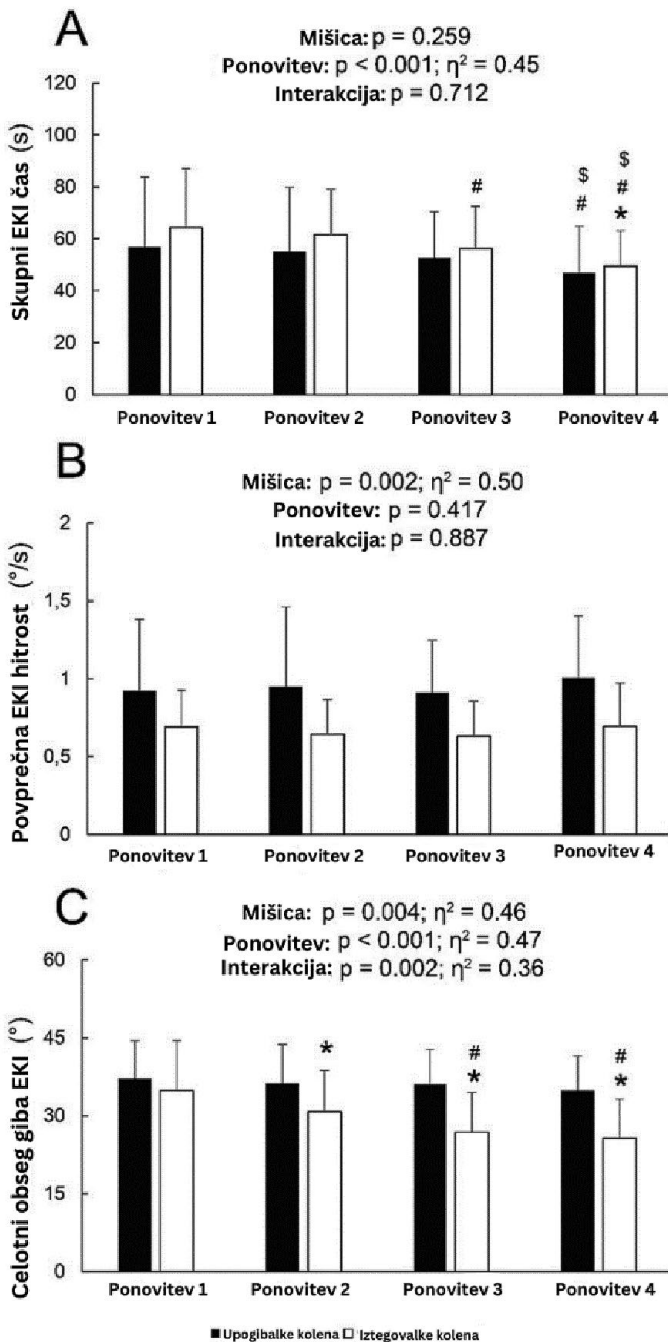 A
Mišica: p = 0.259
Ponovitev: p < 0.001; η² = 0.45
Interakcija: p = 0.712
Skupni EKI čas (s)
120
100
80
60
40
20
0
#
$
#
$
#
*
Ponovitev 1 Ponovitev 2 Ponovitev 3 Ponovitev 4
B
Mišica: p = 0.002; η² = 0.50
Ponovitev: p = 0.417
Interakcija: p = 0.887
Povprečna EKI hitrost (°/s)
2
1,5
1
0,5
0
Ponovitev 1 Ponovitev 2 Ponovitev 3 Ponovitev 4
C
Mišica: p = 0.004; η² = 0.46
Ponovitev: p < 0.001; η² = 0.47
Interakcija: p = 0.002; η² = 0.36
Celotni obseg giba EKI (°)
60
45
30
15
0
*
#
*
#
*
Ponovitev 1 Ponovitev 2 Ponovitev 3 Ponovitev 4
Upogibalke kolena Iztegovalke kolena